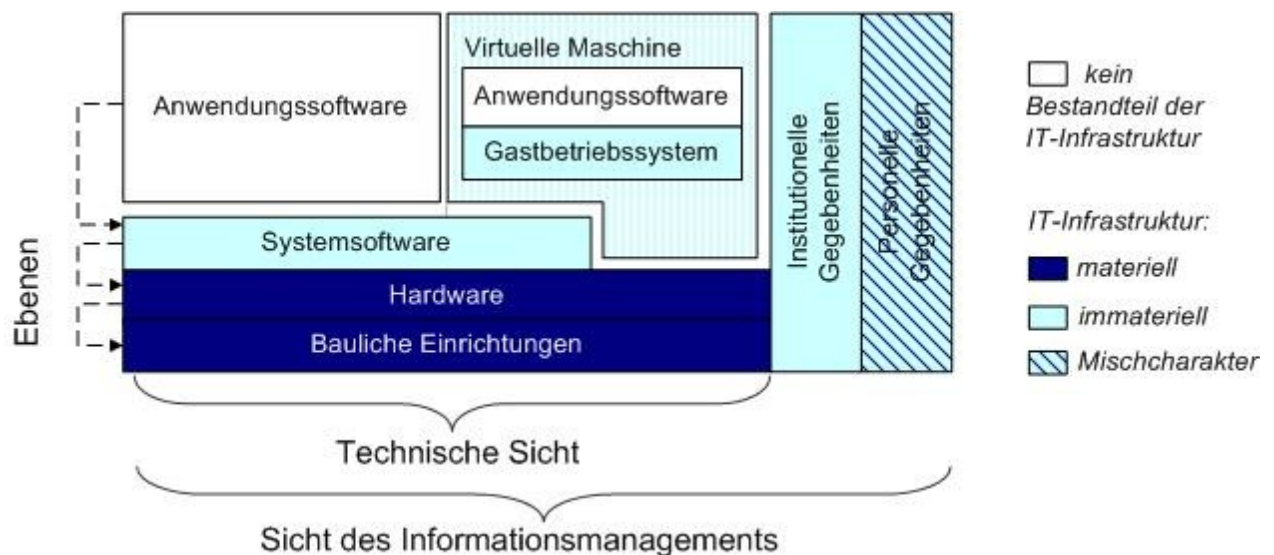 Anwendungssoftware
Virtuelle Maschine
Anwendungssoftware
Gastbetriebssystem
Systemsoftware
Hardware
Bauliche Einrichtungen
Ebenen
Institutionelle
Gegebenheiten
Personelle
Gegebenheiten
Technische Sicht
Sicht des Informationsmanagements
kein
Bestandteil der
IT-Infrastruktur
IT-Infrastruktur:
materiell
immateriell
Mischcharakter